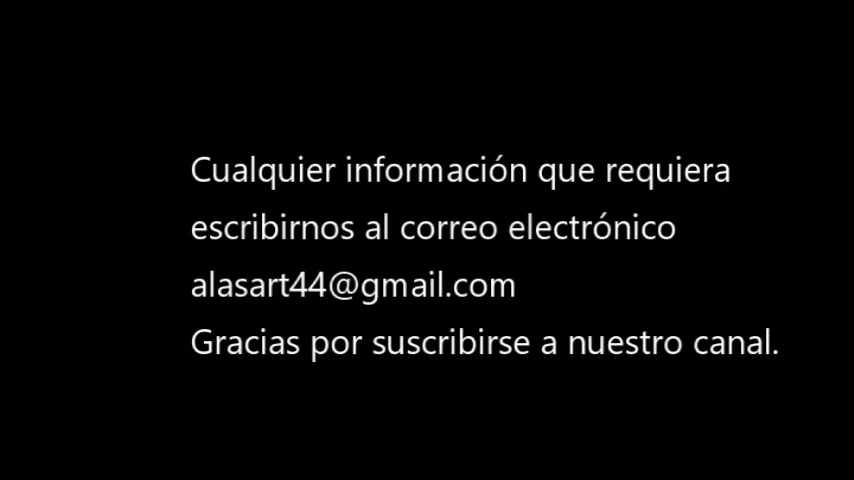 Cualquier información que requiera
escribirnos al correo electrónico
alasart44@gmail.com
Gracias por suscribirse a nuestro canal.